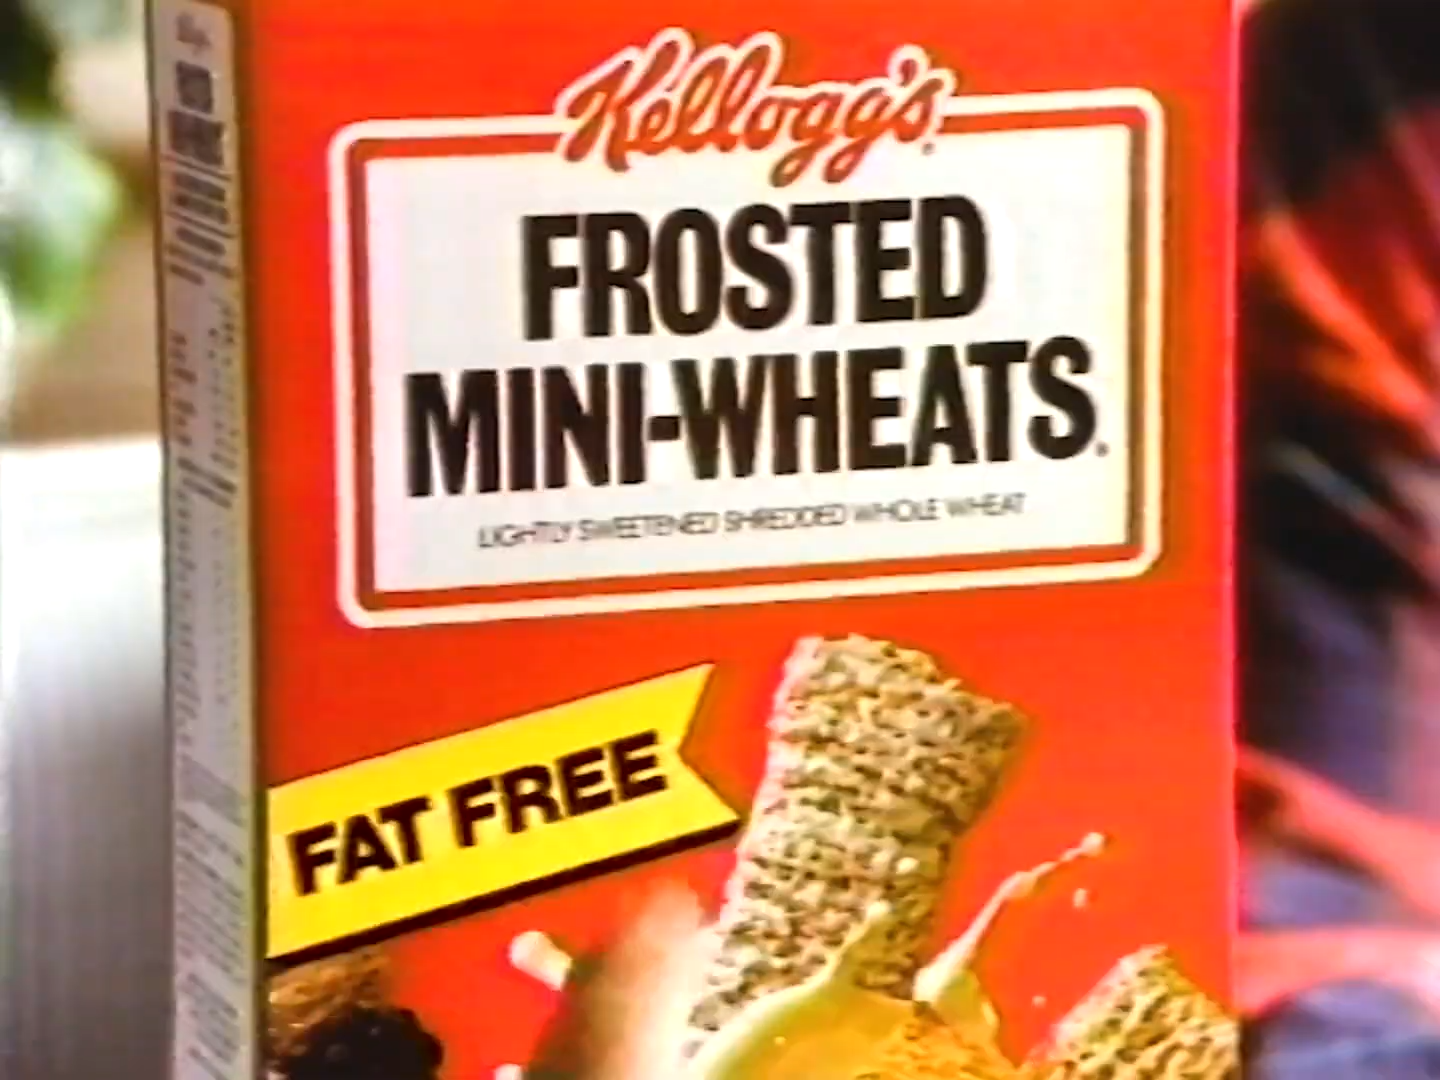 Kellogg's
FROSTED
MINI-WHEATS.
LIGHTLY SWEETENED SHREDDED WHOLE WHEAT
FAT FREE